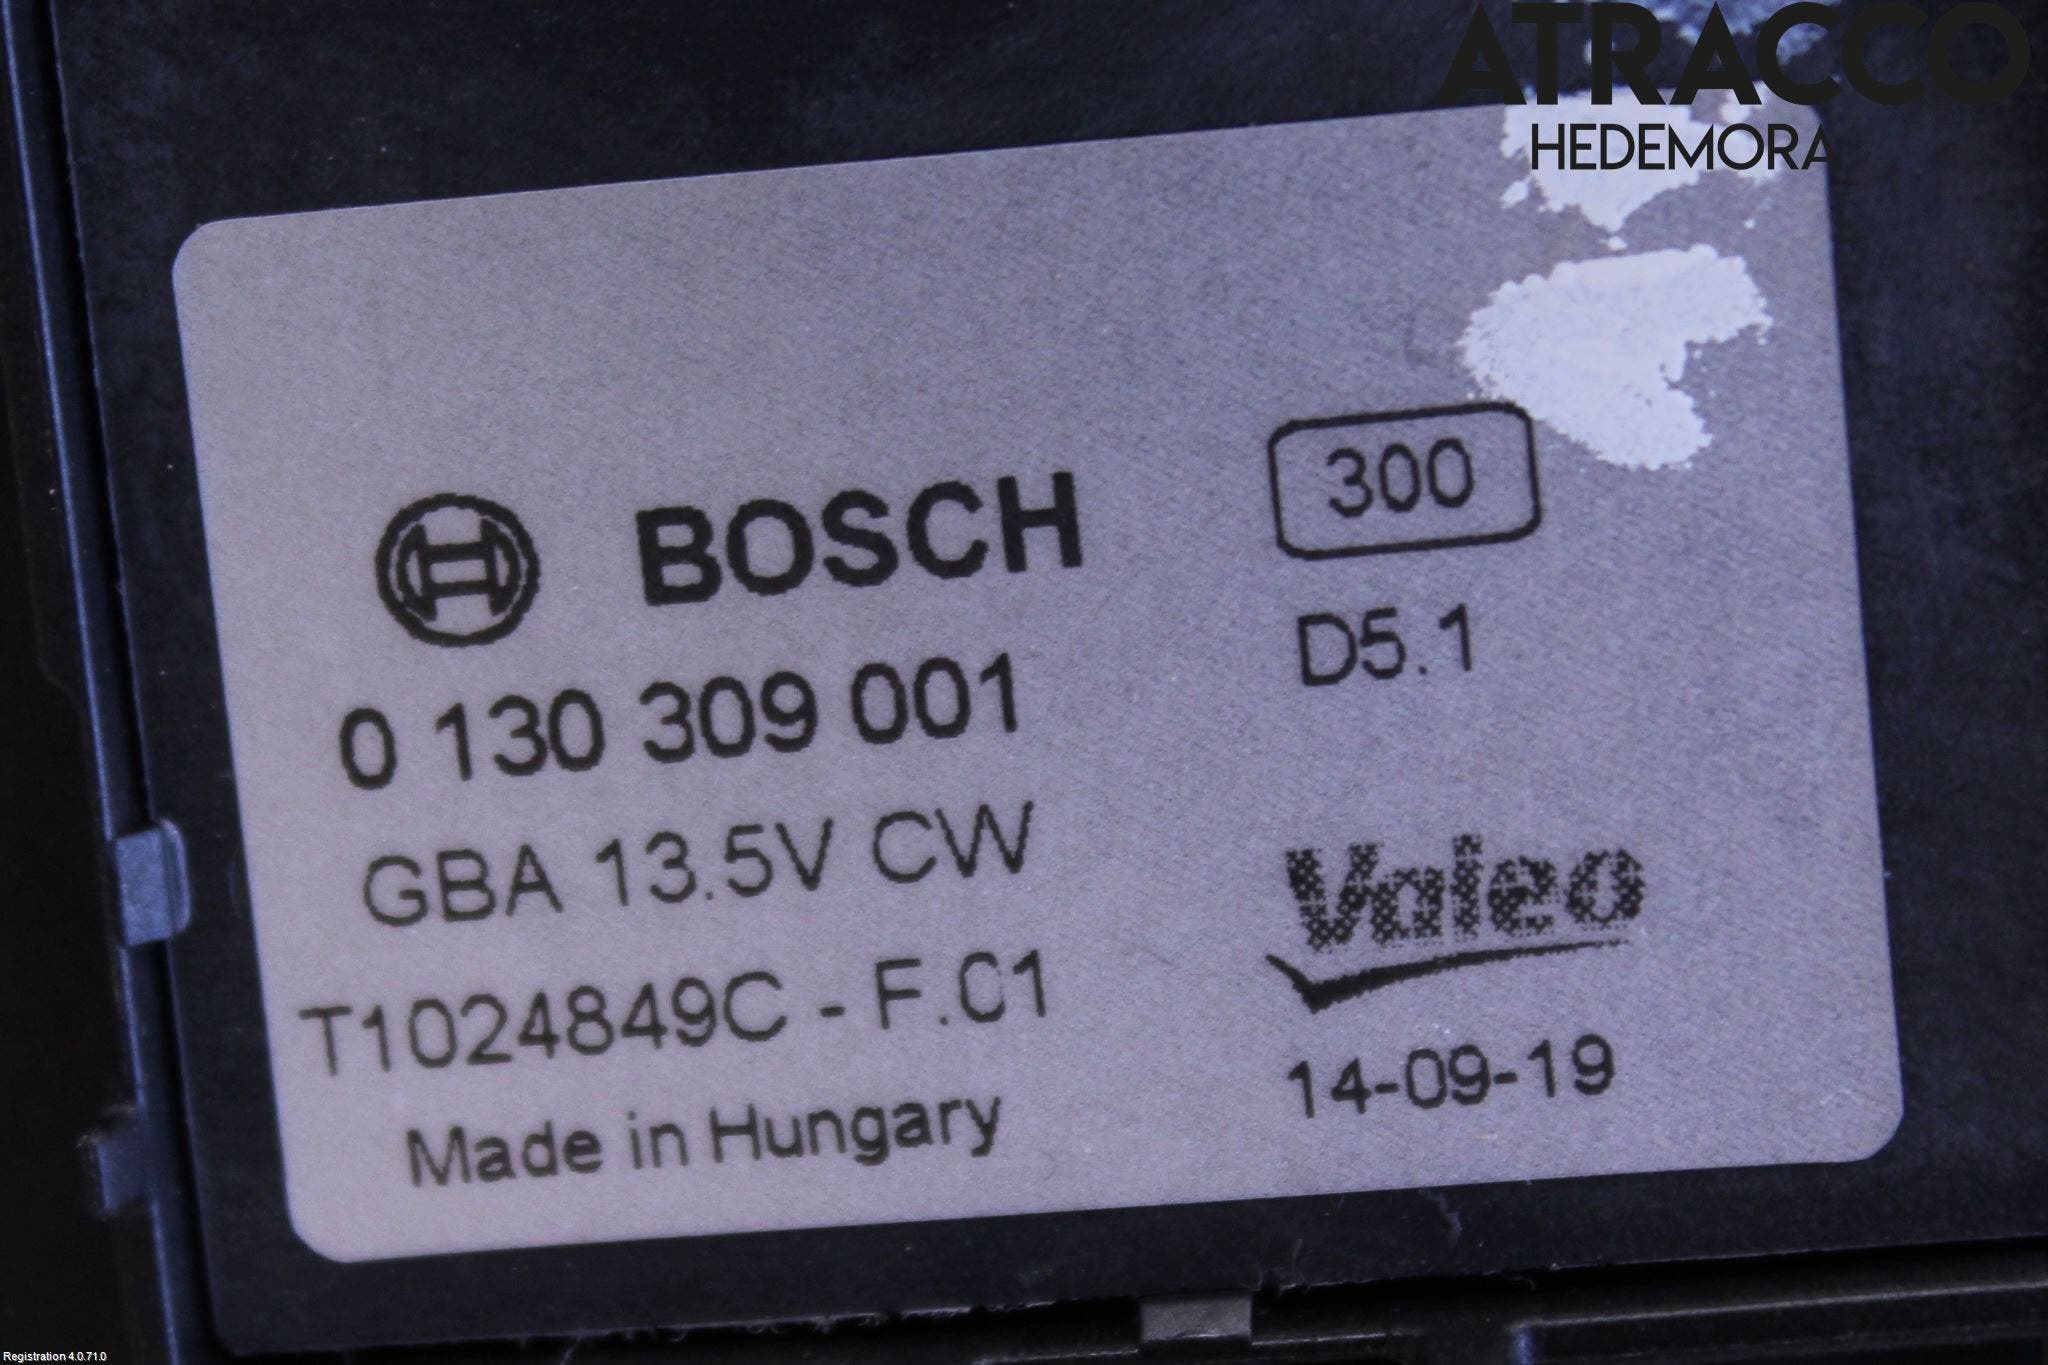 ATRACCO
HEDEMORA
BOSCH
300
D5.1
0 130 309 001
GBA 13.5V CW
Valeo
T1024849C - F.01
14-09-19
Made in Hungary
Registration 4.0.71.0